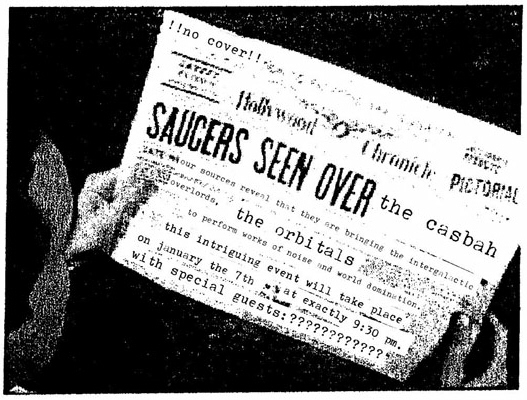 !!no cover!!
Hollywood Chronicle
PICTORIAL
SAUCERS SEEN OVER the casbah
our sources reveal that they are bringing the intergalactic
overlords, the orbitals
to perform works of noise and world domination.
this intriguing event will take place
on january the 7th at exactly 9:30 pm.
with special guests:????????????